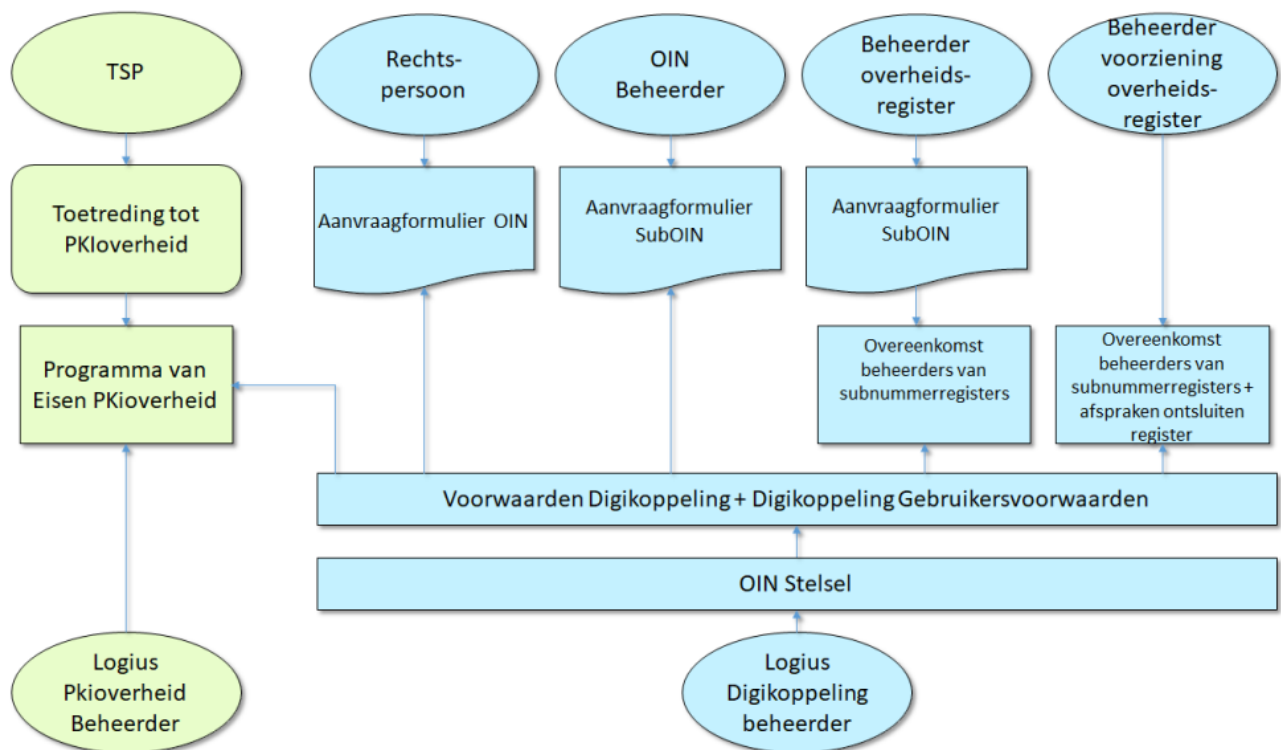 TSP
Rechts-
persoon
OIN
Beheerder
Beheerder
overheids-
register
Beheerder
voorziening
overheids-
register
Toetreding tot
PKIoverheid
Aanvraagformulier OIN
Aanvraagformulier
SubOIN
Aanvraagformulier
SubOIN
Programma van
Eisen PKioverheid
Overeenkomst
beheerders van
subnummerregisters
Overeenkomst
beheerders van
subnummerregisters +
afspraken ontsluiten
register
Voorwaarden Digikoppeling + Digikoppeling Gebruikersvoorwaarden
OIN Stelsel
Logius
Pkioverheid
Beheerder
Logius
Digikoppeling
beheerder